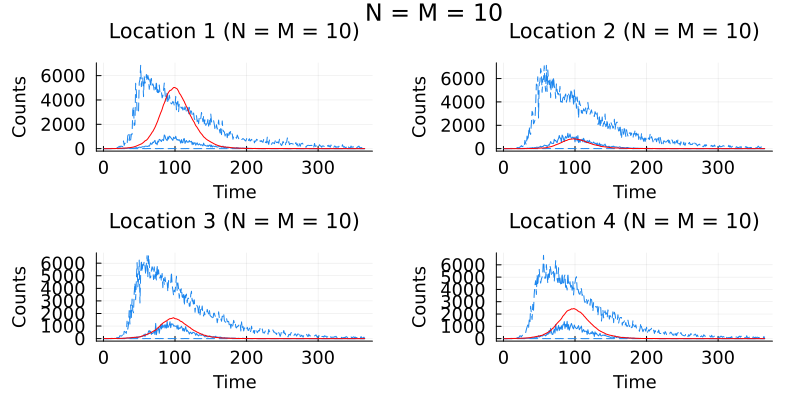 N = M = 10
Location 1 (N = M = 10)
Counts
6000
4000
2000
0
0 100 200 300
Time
Location 2 (N = M = 10)
Counts
6000
4000
2000
0
0 100 200 300
Time
Location 3 (N = M = 10)
Counts
6000
5000
4000
3000
2000
1000
0
0 100 200 300
Time
Location 4 (N = M = 10)
Counts
6000
5000
4000
3000
2000
1000
0
0 100 200 300
Time